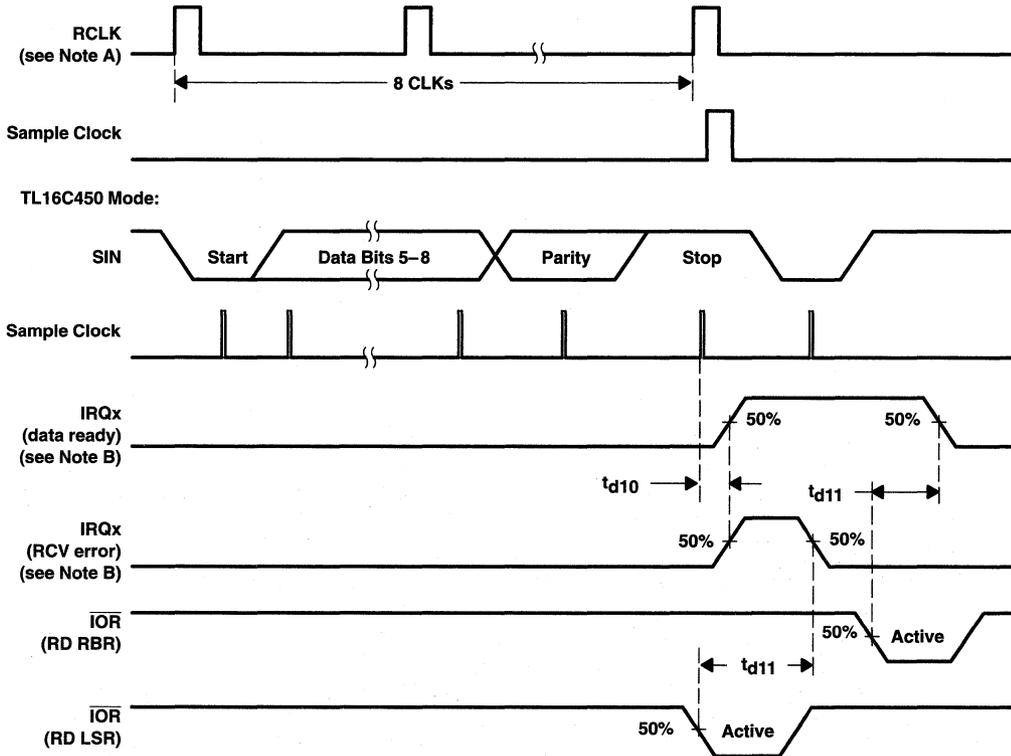 RCLK
(see Note A)
8 CLKs
Sample Clock
TL16C450 Mode:
SIN
Start
Data Bits 5–8
Parity
Stop
Sample Clock
IRQx
(data ready)
(see Note B)
50%
50%
td10
td11
IRQx
(RCV error)
(see Note B)
50%
50%
IOR
(RD RBR)
50%
Active
td11
IOR
(RD LSR)
50%
Active